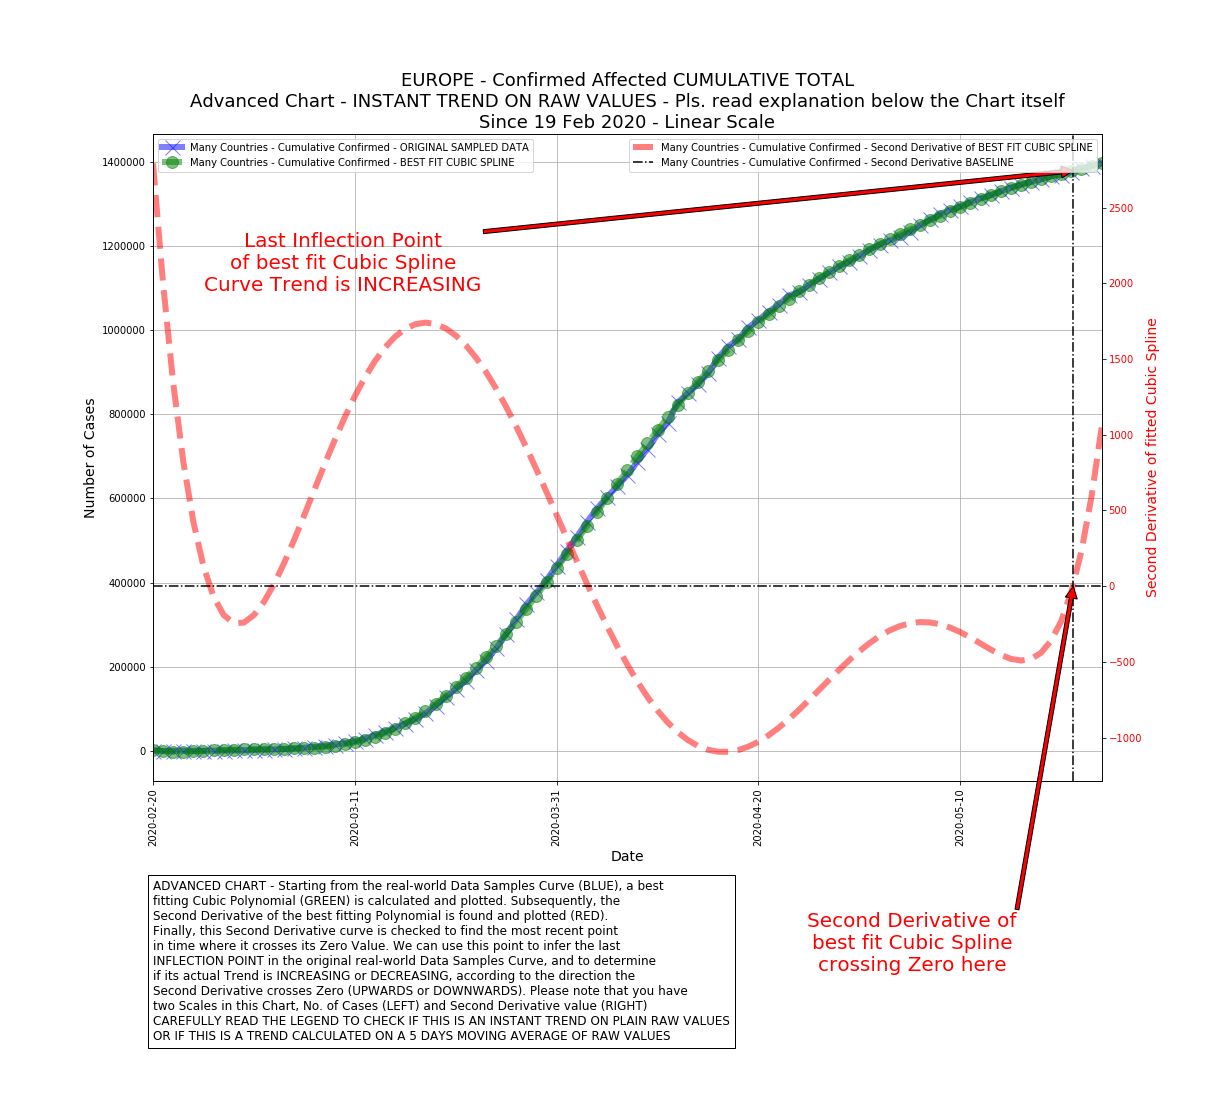 EUROPE - Confirmed Affected CUMULATIVE TOTAL
Advanced Chart - INSTANT TREND ON RAW VALUES - Pls. read explanation below the Chart itself
Since 19 Feb 2020 - Linear Scale
Many Countries - Cumulative Confirmed - ORIGINAL SAMPLED DATA
Many Countries - Cumulative Confirmed - BEST FIT CUBIC SPLINE
Many Countries - Cumulative Confirmed - Second Derivative of BEST FIT CUBIC SPLINE
Many Countries - Cumulative Confirmed - Second Derivative BASELINE
Last Inflection Point
of best fit Cubic Spline
Curve Trend is INCREASING
Number of Cases
1400000
1200000
1000000
800000
600000
400000
200000
0
2500
2000
1500
1000
500
0
−500
−1000
Second Derivative of fitted Cubic Spline
2020-02-20
2020-03-11
2020-03-31
2020-04-20
2020-05-10
Date
ADVANCED CHART - Starting from the real-world Data Samples Curve (BLUE), a best
fitting Cubic Polynomial (GREEN) is calculated and plotted. Subsequently, the
Second Derivative of the best fitting Polynomial is found and plotted (RED).
Finally, this Second Derivative curve is checked to find the most recent point
in time where it crosses its Zero Value. We can use this point to infer the last
INFLECTION POINT in the original real-world Data Samples Curve, and to determine
if its actual Trend is INCREASING or DECREASING, according to the direction the
Second Derivative crosses Zero (UPWARDS or DOWNWARDS). Please note that you have
two Scales in this Chart, No. of Cases (LEFT) and Second Derivative value (RIGHT)
CAREFULLY READ THE LEGEND TO CHECK IF THIS IS AN INSTANT TREND ON PLAIN RAW VALUES
OR IF THIS IS A TREND CALCULATED ON A 5 DAYS MOVING AVERAGE OF RAW VALUES
Second Derivative of
best fit Cubic Spline
crossing Zero here